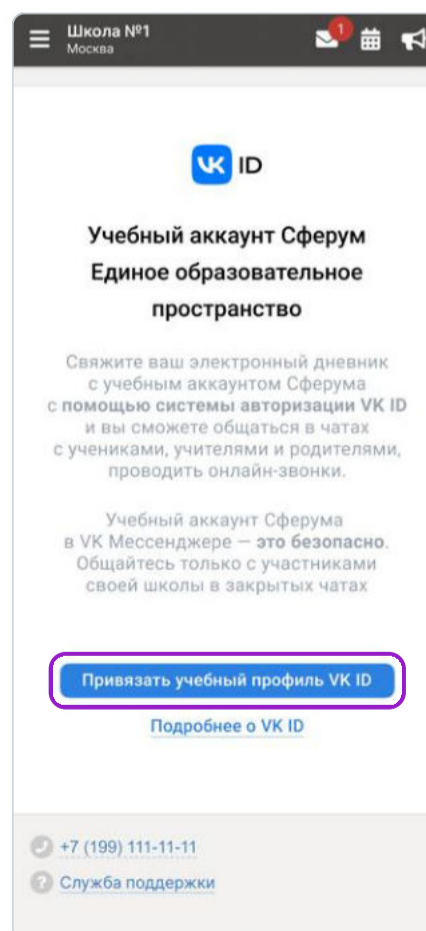 Школа №1
Москва
1
VK ID
Учебный аккаунт Сферум
Единое образовательное
пространство
Свяжите ваш электронный дневник
с учебным аккаунтом Сферума
с помощью системы авторизации VK ID
и вы сможете общаться в чатах
с учениками, учителями и родителями,
проводить онлайн-звонки.
Учебный аккаунт Сферума
в VK Мессенджере — это безопасно.
Общайтесь только с участниками
своей школы в закрытых чатах
Привязать учебный профиль VK ID
Подробнее о VK ID
+7 (199) 111-11-11
? Служба поддержки